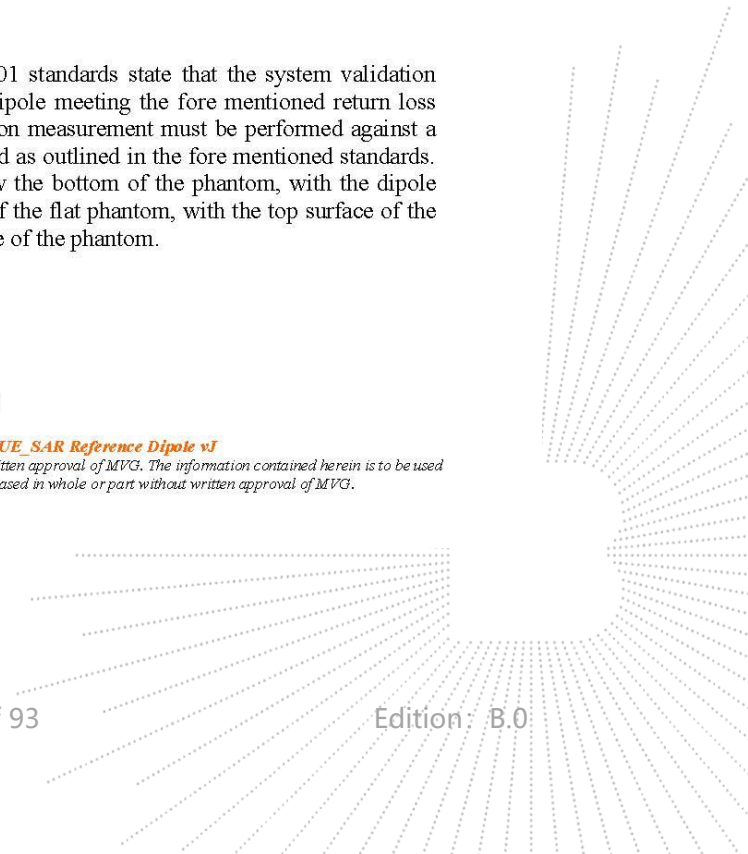 01 standards state that the system validation
ipole meeting the fore mentioned return loss
on measurement must be performed against a
d as outlined in the fore mentioned standards.
the bottom of the phantom, with the dipole
f the flat phantom, with the top surface of the
e of the phantom.
UE_SAR Reference Dipole vJ
tten approval of MVG. The information contained herein is to be used
ased in whole or part without written approval of MVG.
93 Edition: B.0